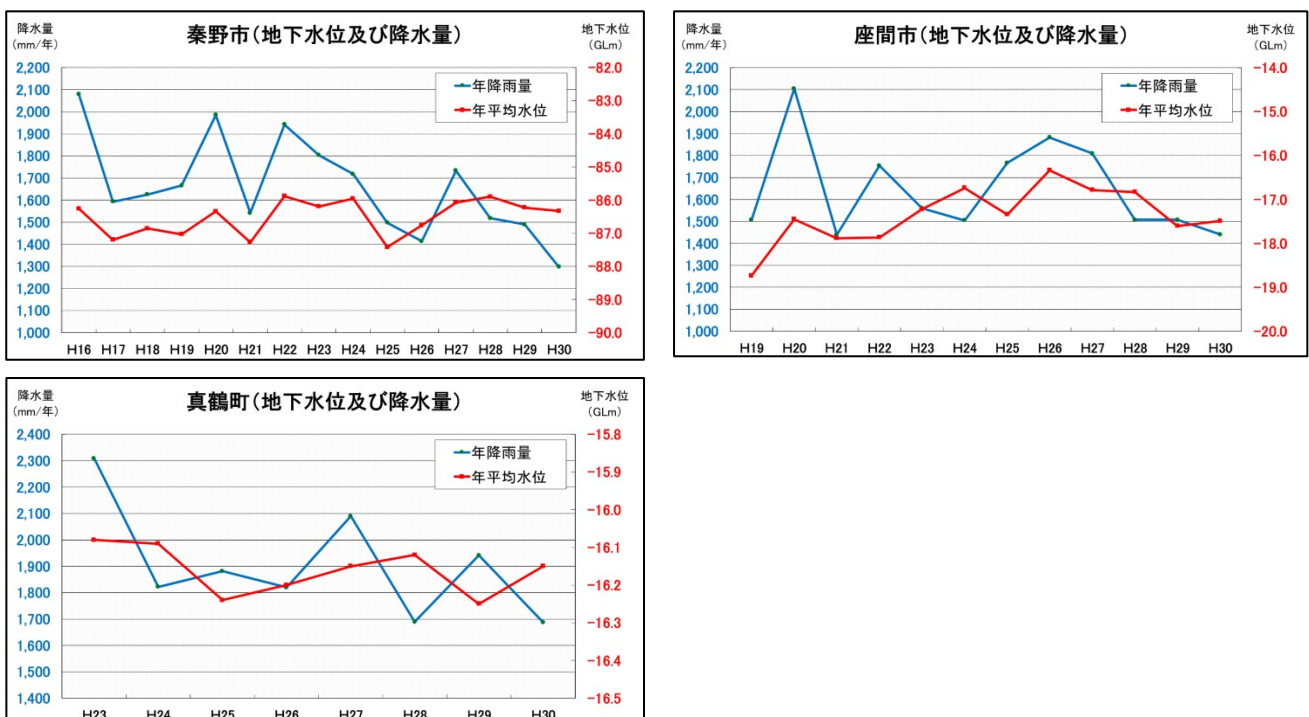 降水量
(mm/年)
秦野市(地下水位及び降水量)
地下水位
(GLm)
2,200
2,100
2,000
1,900
1,800
1,700
1,600
1,500
1,400
1,300
1,200
1,100
1,000
年降雨量
年平均水位
-82.0
-83.0
-84.0
-85.0
-86.0
-87.0
-88.0
-89.0
-90.0
H16 H17 H18 H19 H20 H21 H22 H23 H24 H25 H26 H27 H28 H29 H30
降水量
(mm/年)
座間市(地下水位及び降水量)
地下水位
(GLm)
2,200
2,100
2,000
1,900
1,800
1,700
1,600
1,500
1,400
1,300
1,200
1,100
1,000
年降雨量
年平均水位
-14.0
-15.0
-16.0
-17.0
-18.0
-19.0
-20.0
H19 H20 H21 H22 H23 H24 H25 H26 H27 H28 H29 H30
降水量
(mm/年)
真鶴町(地下水位及び降水量)
地下水位
(GLm)
2,400
2,300
2,200
2,100
2,000
1,900
1,800
1,700
1,600
1,500
1,400
年降雨量
年平均水位
-15.8
-15.9
-16.0
-16.1
-16.2
-16.3
-16.4
-16.5
H23 H24 H25 H26 H27 H28 H29 H30